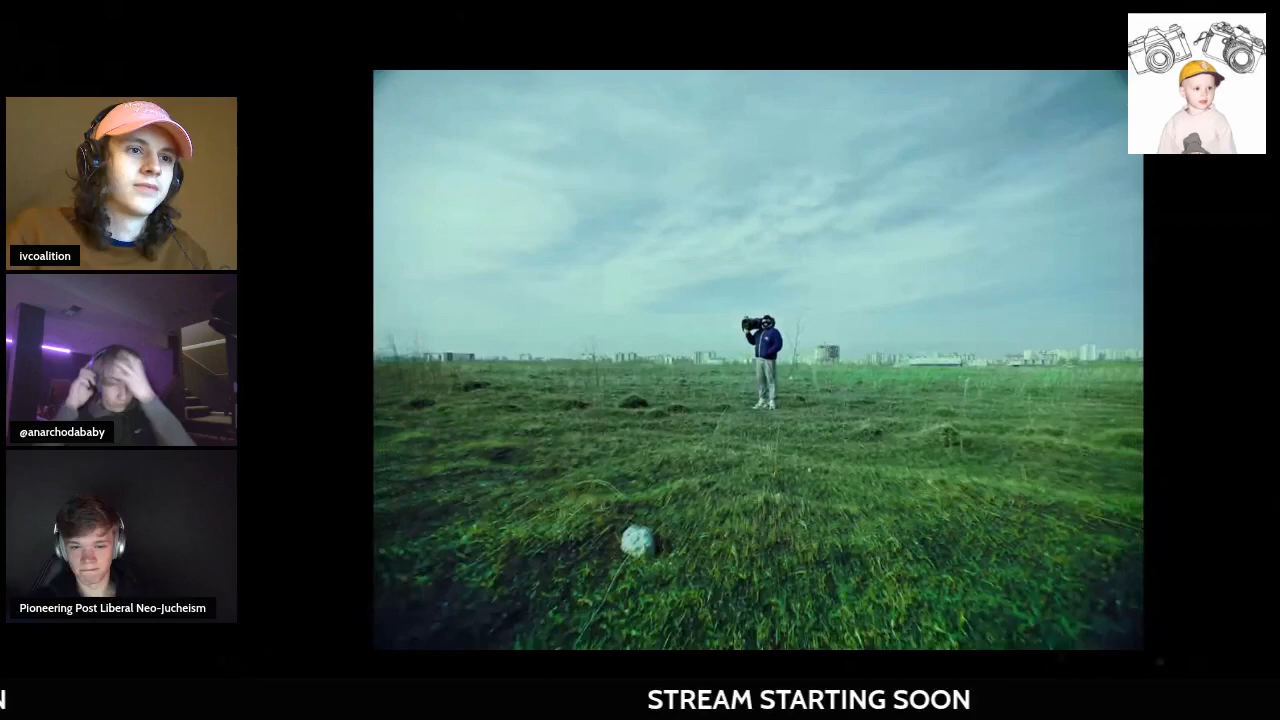 ivcoalition
@anarchodababy
Pioneering Post Liberal Neo-Jucheism
N
STREAM STARTING SOON